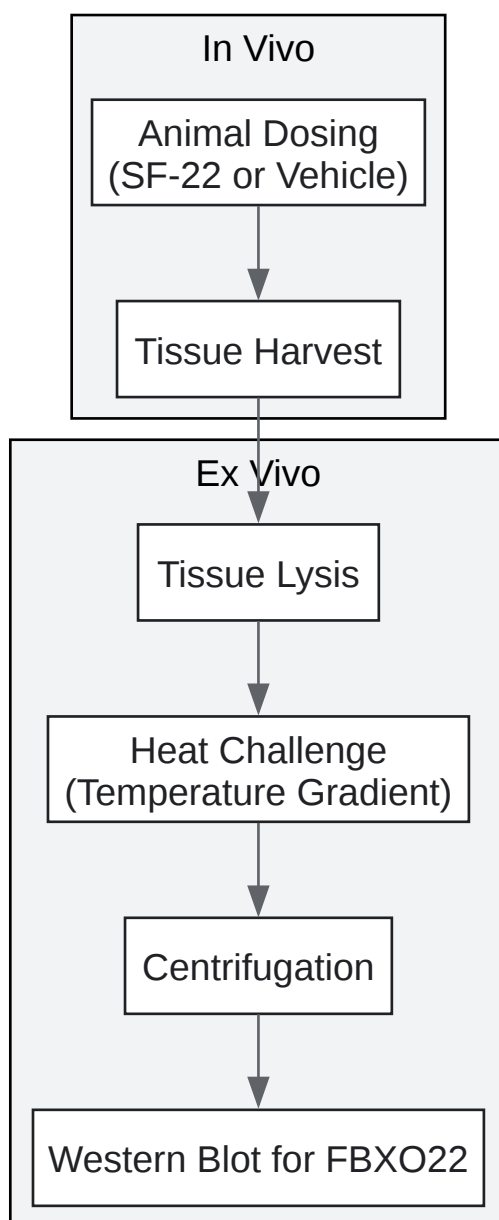 In Vivo
Animal Dosing
(SF-22 or Vehicle)
Tissue Harvest
Ex Vivo
Tissue Lysis
Heat Challenge
(Temperature Gradient)
Centrifugation
Western Blot for FBXO22